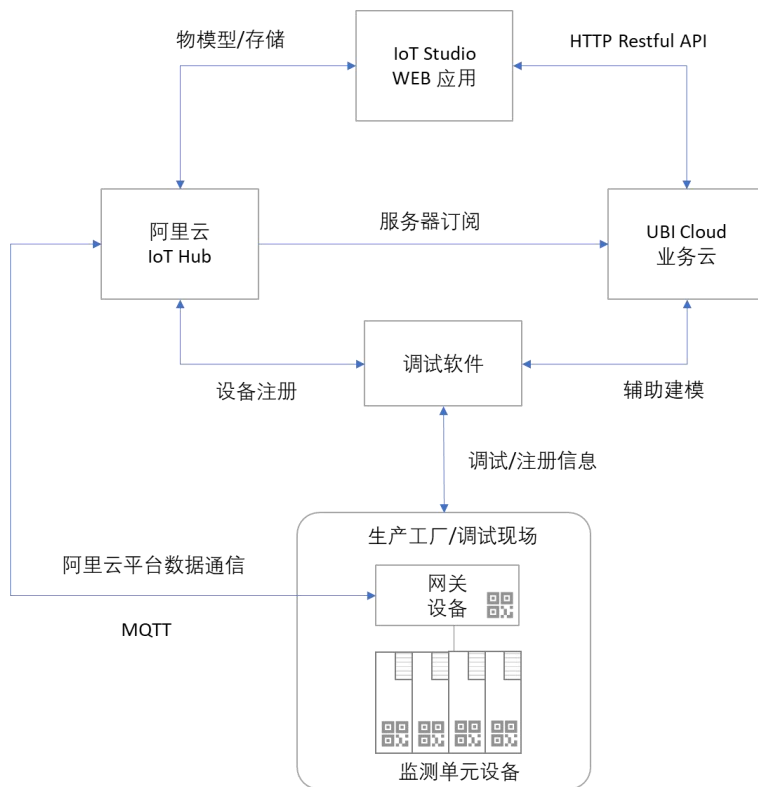 物模型/存储
HTTP Restful API
IoT Studio
WEB 应用
阿里云
IoT Hub
服务器订阅
UBI Cloud
业务云
调试软件
设备注册
辅助建模
调试/注册信息
生产工厂/调试现场
阿里云平台数据通信
MQTT
网关
设备
监测单元设备